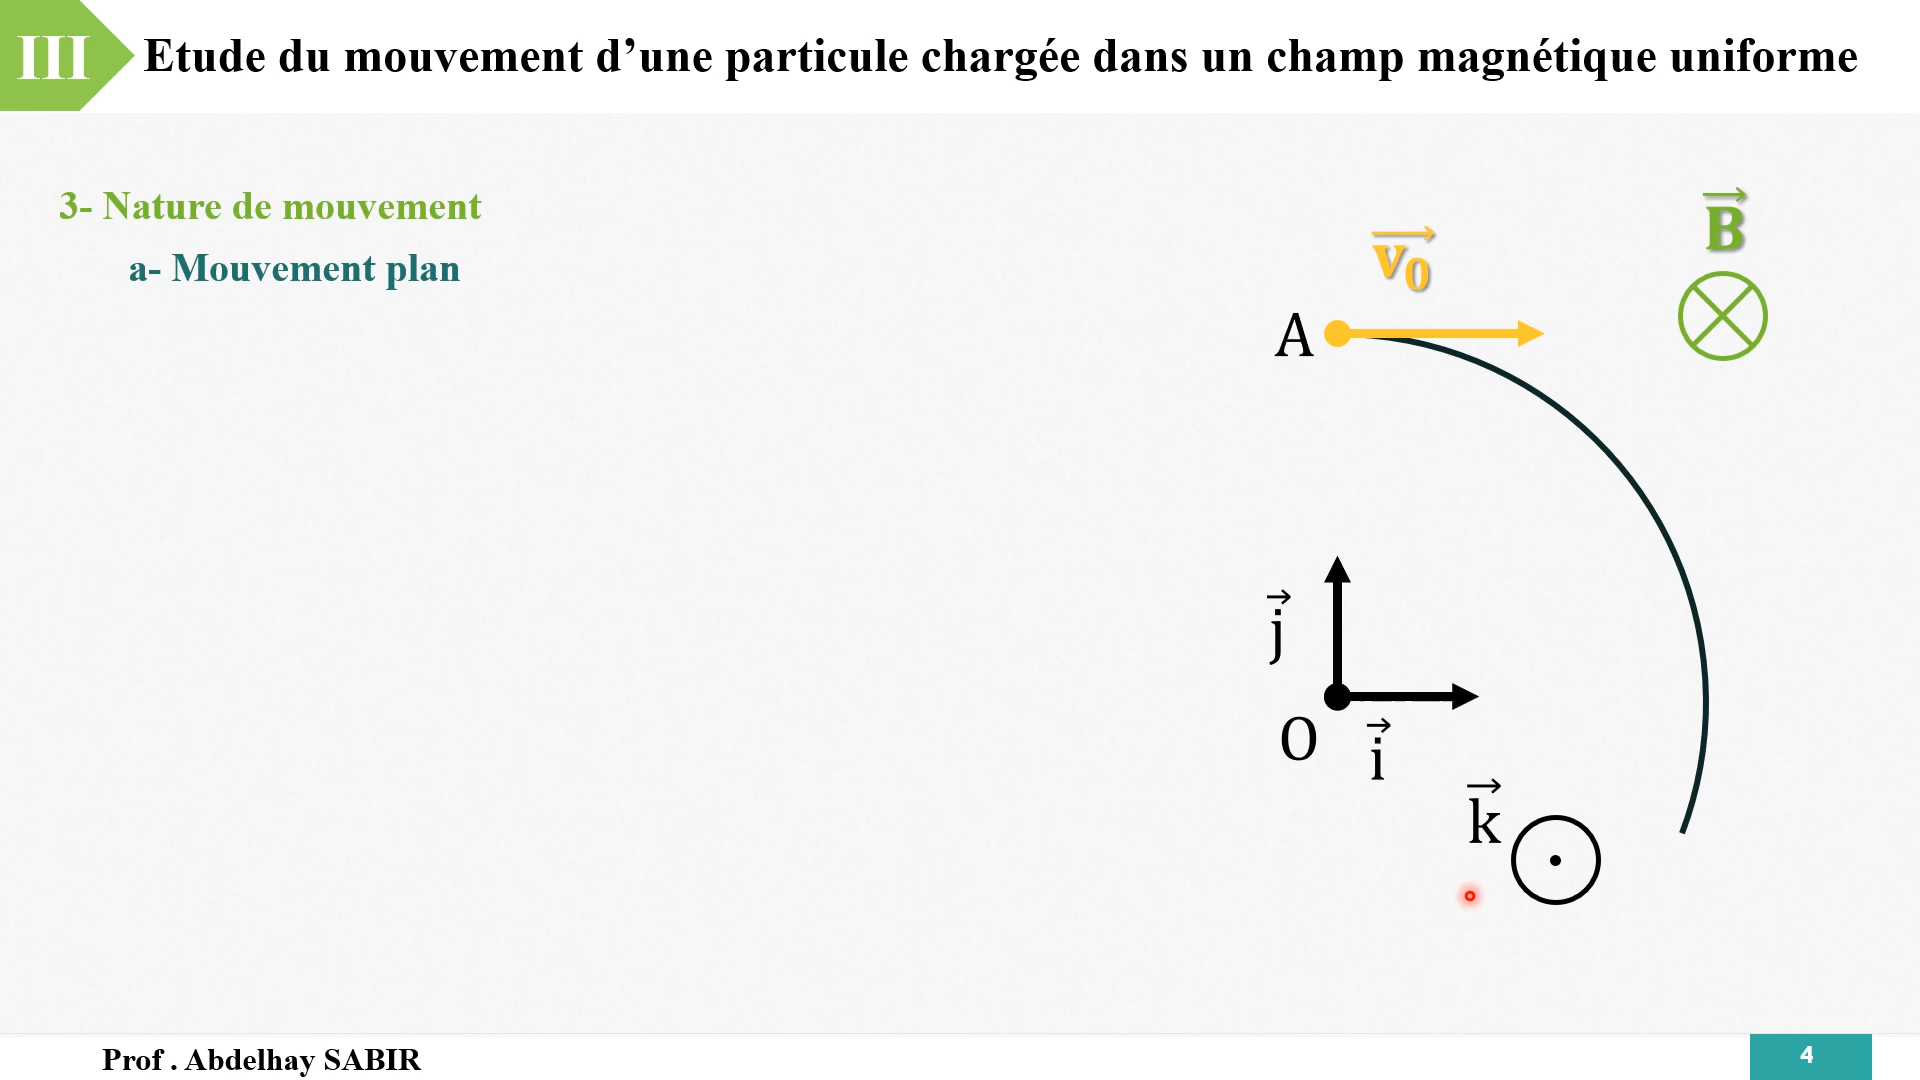 III
Etude du mouvement d’une particule chargée dans un champ magnétique uniforme
3- Nature de mouvement
a- Mouvement plan
B⃗
v₀⃗
A
j⃗
O
i⃗
k⃗
Prof . Abdelhay SABIR
4